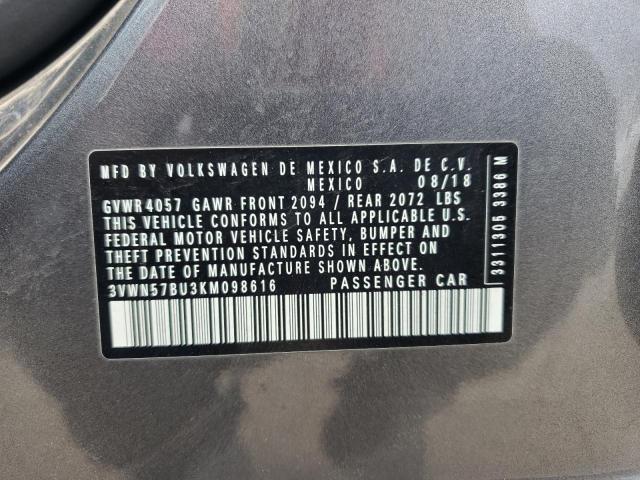 MFD BY VOLKSWAGEN DE MEXICO S.A. DE C.V.
MEXICO 08/18
GVWR4057 GAWR FRONT 2094 / REAR 2072 LBS
THIS VEHICLE CONFORMS TO ALL APPLICABLE U.S.
FEDERAL MOTOR VEHICLE SAFETY, BUMPER AND
THEFT PREVENTION STANDARDS IN EFFECT ON
THE DATE OF MANUFACTURE SHOWN ABOVE
3VWN57BU3KM098616 PASSENGER CAR
3311305 3386 M